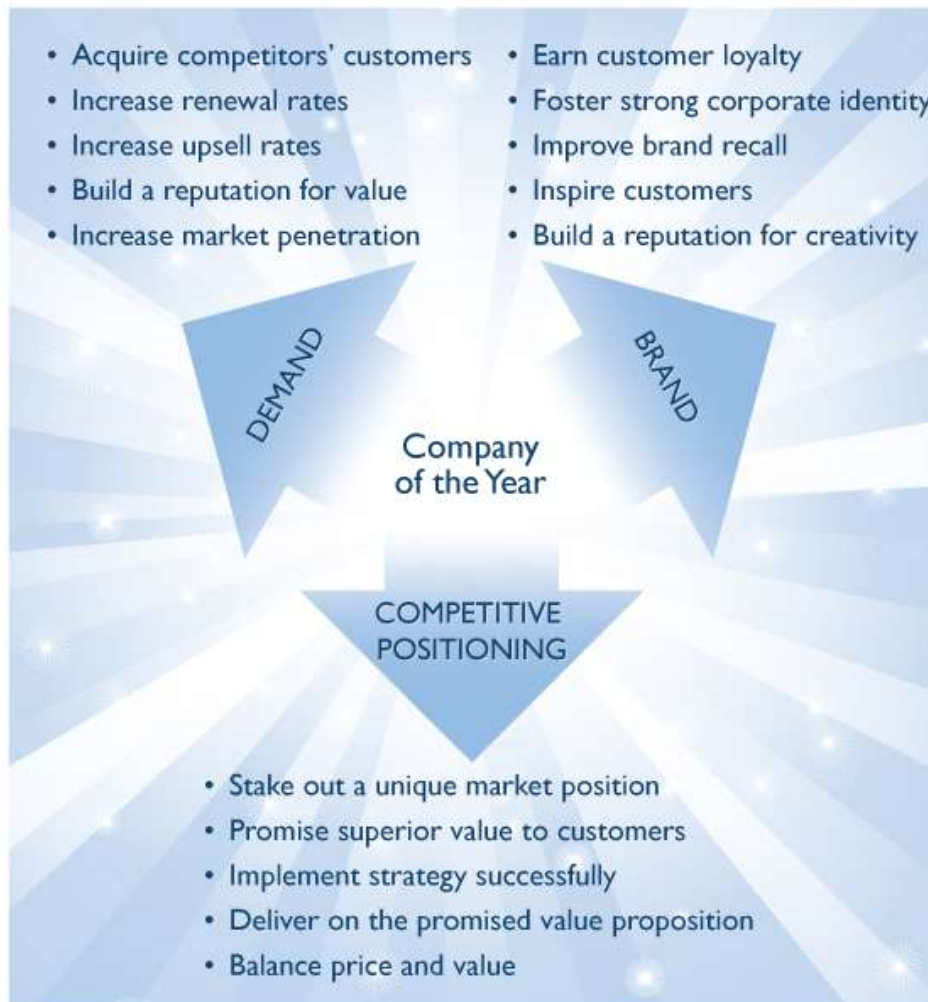 • Acquire competitors’ customers
• Increase renewal rates
• Increase upsell rates
• Build a reputation for value
• Increase market penetration
• Earn customer loyalty
• Foster strong corporate identity
• Improve brand recall
• Inspire customers
• Build a reputation for creativity
DEMAND
BRAND
Company
of the Year
COMPETITIVE
POSITIONING
• Stake out a unique market position
• Promise superior value to customers
• Implement strategy successfully
• Deliver on the promised value proposition
• Balance price and value